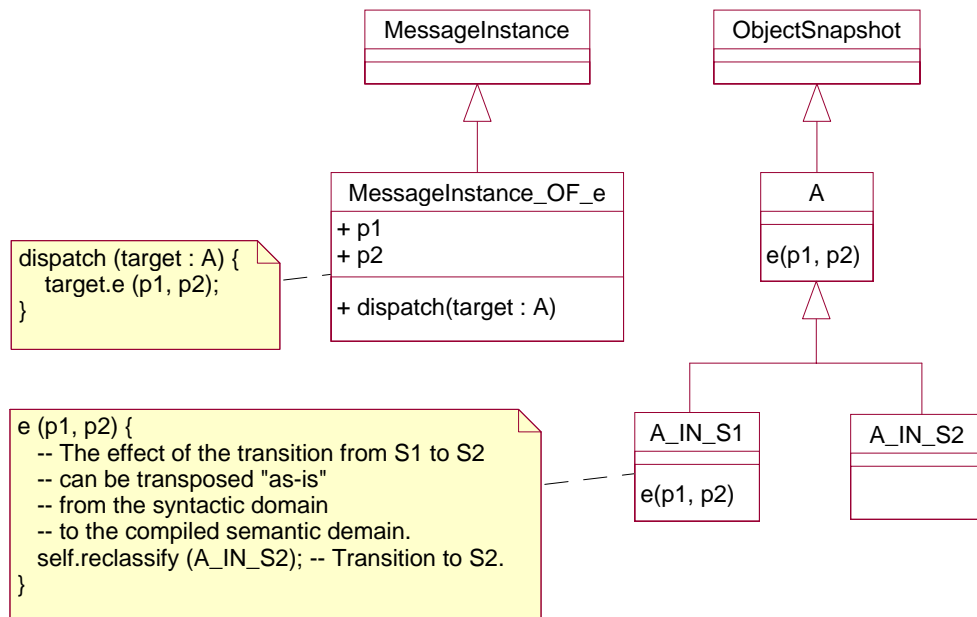 MessageInstance
ObjectSnapshot
MessageInstance_OF_e
+ p1
+ p2
+ dispatch(target : A)
A
e(p1, p2)
dispatch (target : A) {
target.e (p1, p2);
}
A_IN_S1
e(p1, p2)
A_IN_S2
e (p1, p2) {
-- The effect of the transition from S1 to S2
-- can be transposed "as-is"
-- from the syntactic domain
-- to the compiled semantic demain.
self.reclassify (A_IN_S2); -- Transition to S2.
}